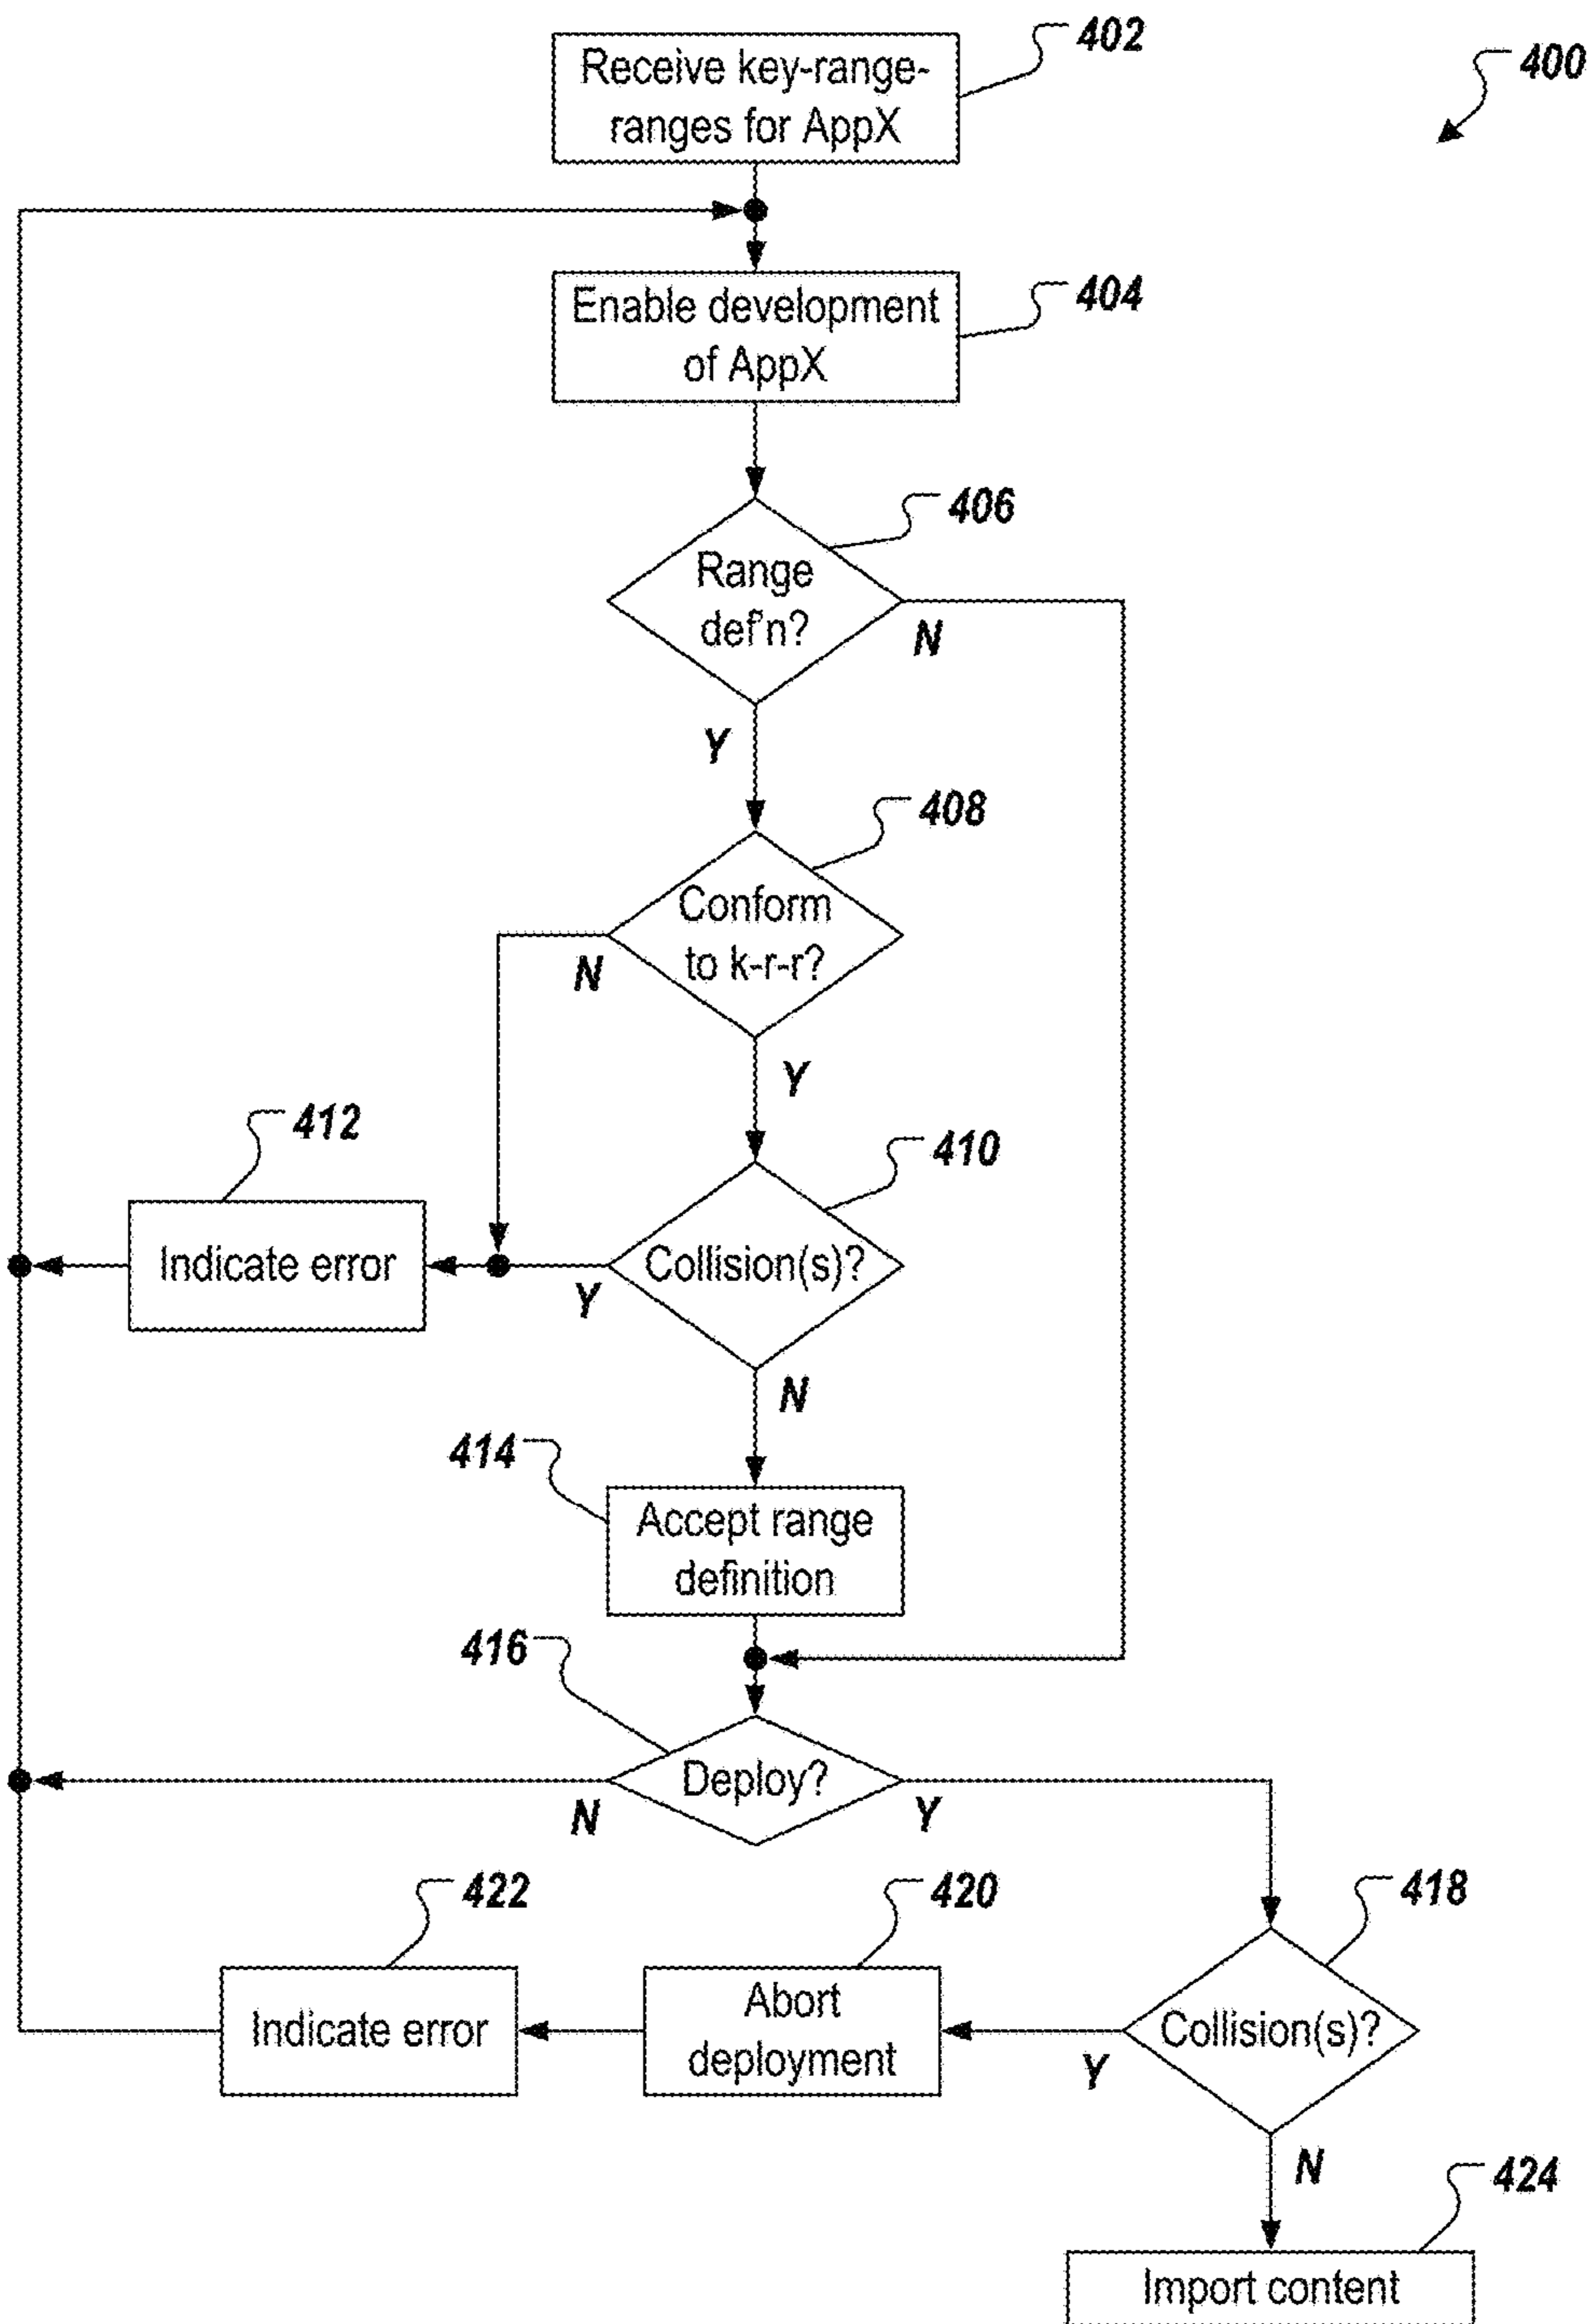 402
400
Receive key-range-
ranges for AppX
404
Enable development
of AppX
406
Range
def'n?
N
Y
408
Conform
to k-r-r?
N
Y
412
410
Indicate error
Collision(s)?
Y
N
414
Accept range
definition
416
Deploy?
N
Y
422
420
418
Indicate error
Abort
deployment
Collision(s)?
Y
N
424
Import content